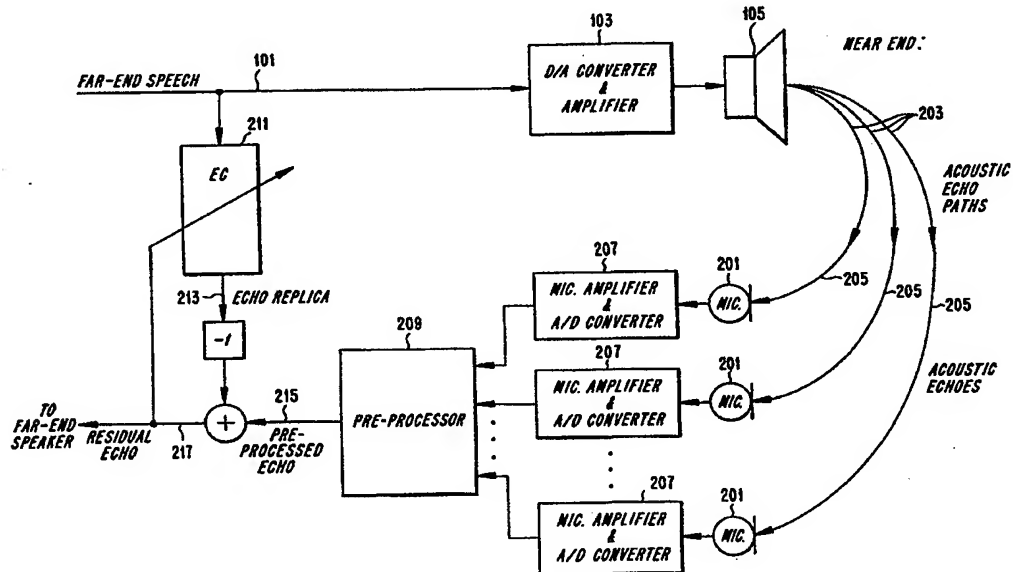 105
103
NEAR END:
FAR-END SPEECH
101
D/A CONVERTER
&
AMPLIFIER
203
211
EC
ACOUSTIC
ECHO
PATHS
207
201
205
205
205
213
ECHO REPLICA
MIC. AMPLIFIER
&
A/D CONVERTER
MIC.
-1
209
207
201
ACOUSTIC
ECHOES
TO
FAR-END
SPEAKER
RESIDUAL
ECHO
217
+
215
PRE-
PROCESSED
ECHO
PRE-PROCESSOR
MIC. AMPLIFIER
&
A/D CONVERTER
MIC.
207
201
MIC. AMPLIFIER
&
A/D CONVERTER
MIC.